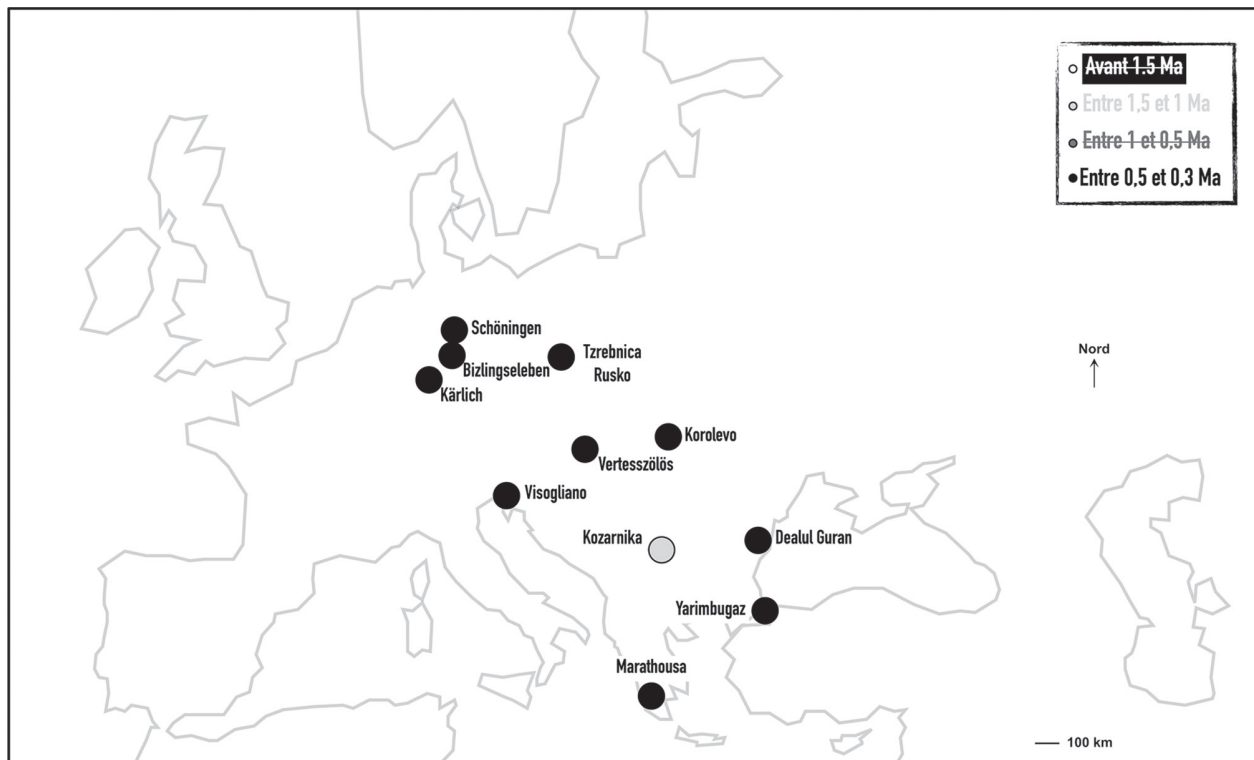 Avant 1.5 Ma
Entre 1,5 et 1 Ma
Entre 1 et 0,5 Ma
Entre 0,5 et 0,3 Ma
Schöningen
Bizlingseleben
Kärlich
Tzrebnica
Rusko
Nord
Korolevo
Vertesszölös
Visogliano
Kozarnika
Dealul Guran
Yarimbugaz
Marathousa
100 km